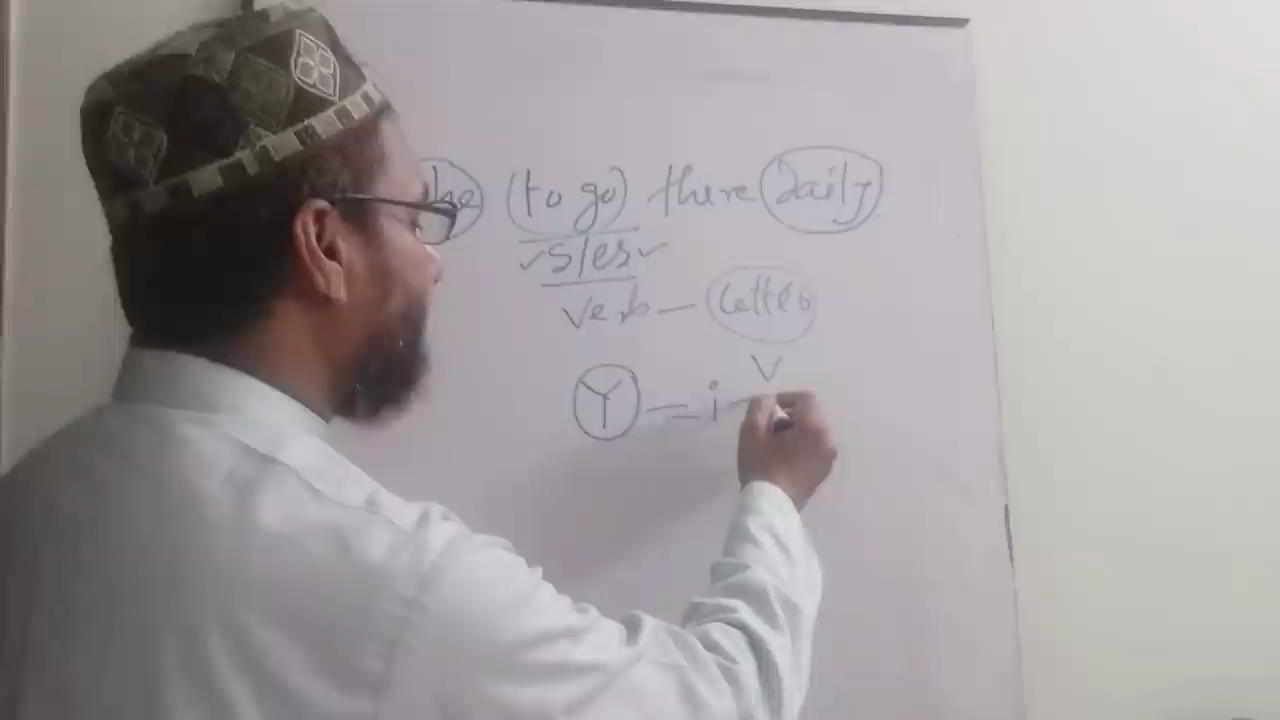 he (to go) there daily.
s/es
verb – letter
V
Y = i